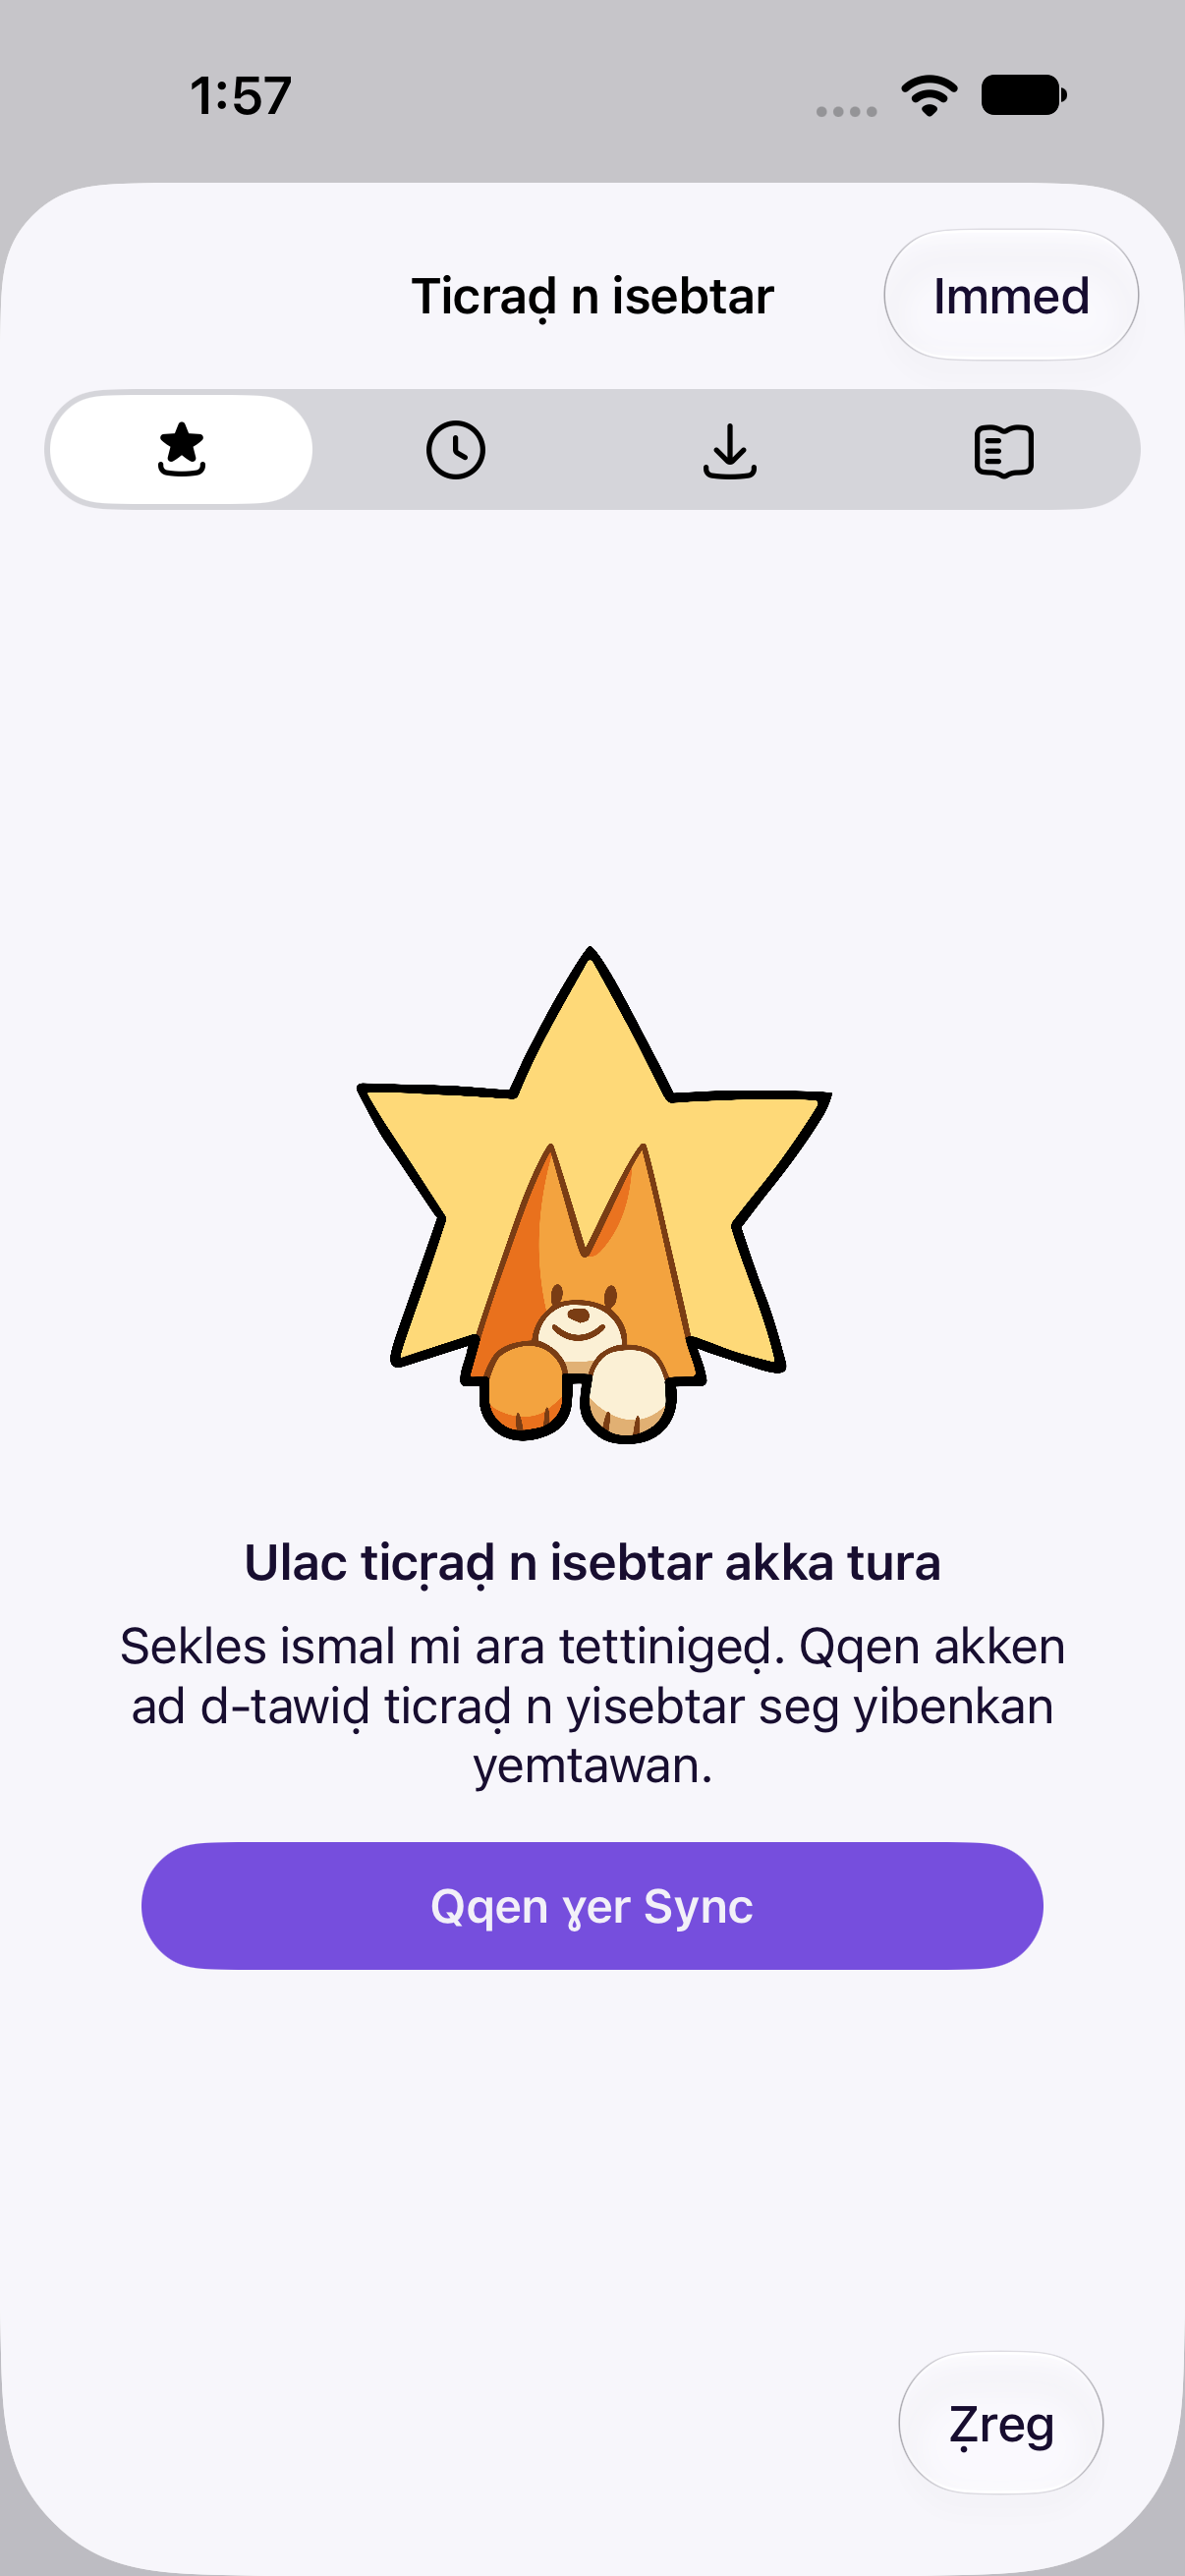 1:57
Ticraḍ n isebtar
Immed
Ulac ticṛaḍ n isebtar akka tura
Sekles ismal mi ara tettinigeḍ. Qqen akken
ad d-tawiḍ ticraḍ n yisebtar seg yibenkan
yemtawan.
Qqen ɣer Sync
Ẓreg